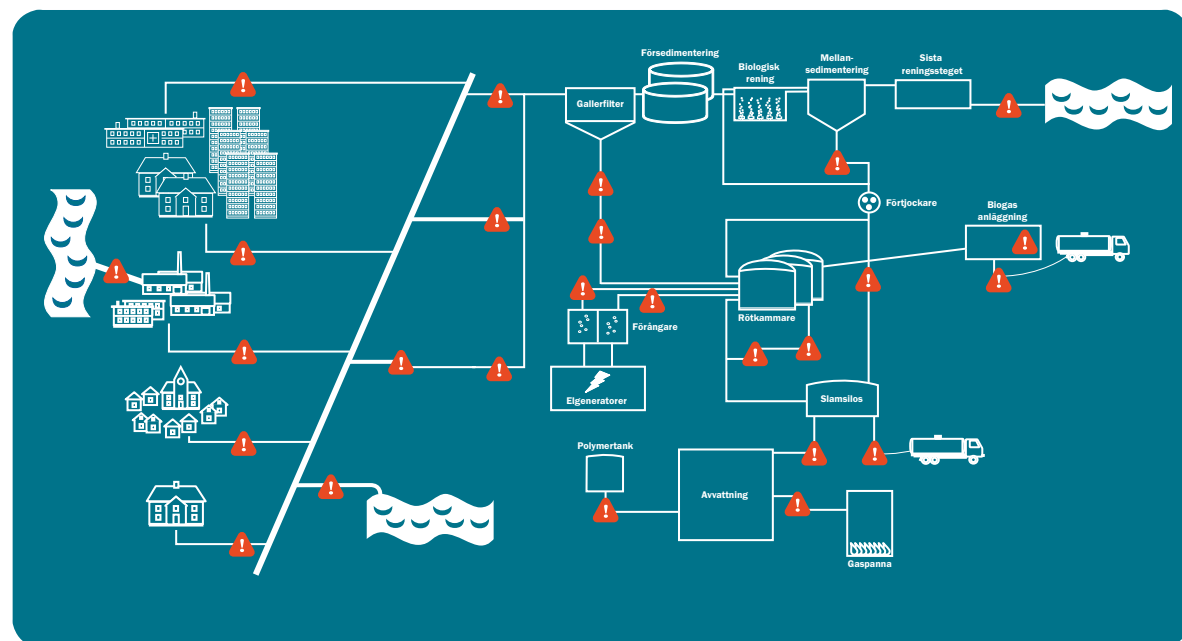 Försedimentering
Biologisk
rening
Mellan-
sedimentering
Sista
reningssteget
Gallerfilter
Förtjockare
Biogas
anläggning
Rötkammare
Förångare
Elgeneratorer
Slamsilos
Polymertank
Avvattning
Gaspanna